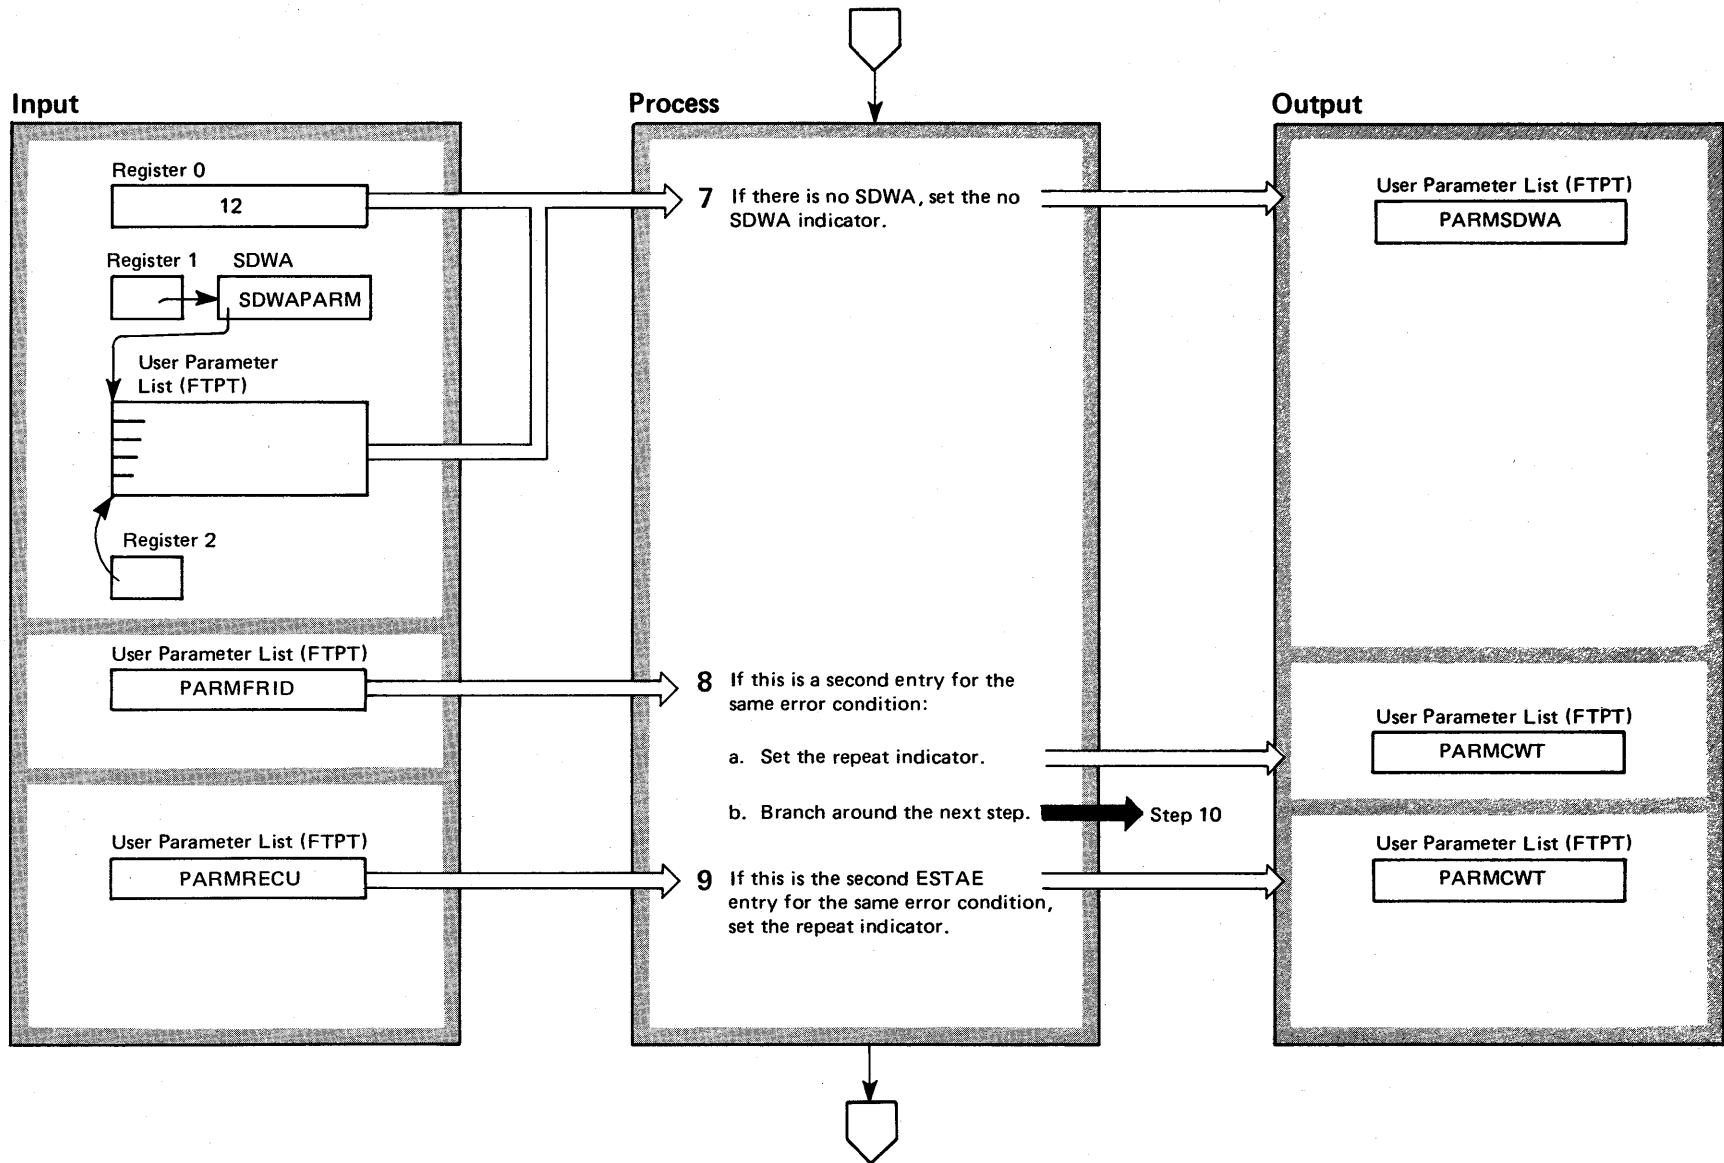 Input
Register 0
12
Register 1
SDWA
SDWAPARM
User Parameter
List (FTPT)
Register 2
User Parameter List (FTPT)
PARMFRID
User Parameter List (FTPT)
PARMRECU
Process
7 If there is no SDWA, set the no
SDWA indicator.
8 If this is a second entry for the
same error condition:
a. Set the repeat indicator.
b. Branch around the next step.
Step 10
9 If this is the second ESTAE
entry for the same error condition,
set the repeat indicator.
Output
User Parameter List (FTPT)
PARMSDWA
User Parameter List (FTPT)
PARMCWT
User Parameter List (FTPT)
PARMCWT